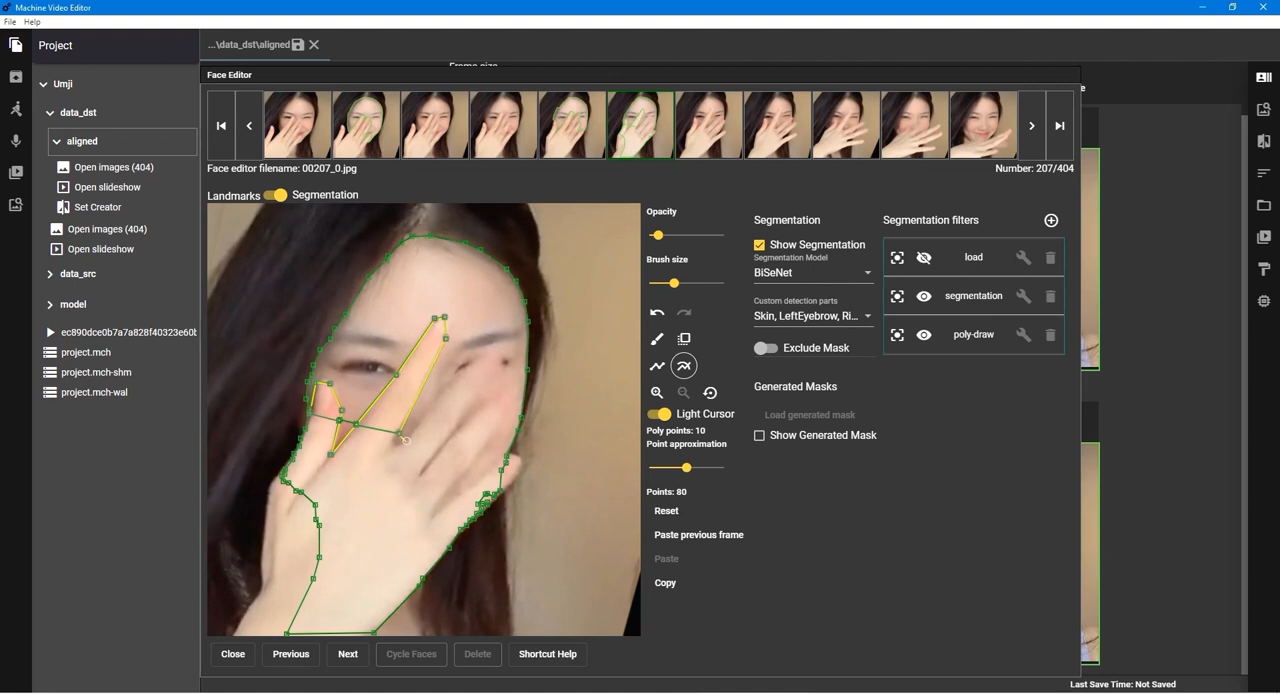 Machine Video Editor
File Help
Project
...\data_dst\aligned
Face Editor
Umji
data_dst
aligned
Open images (404)
Open slideshow
Set Creator
Open images (404)
Open slideshow
data_src
model
ec890dce0b7a7a828f40323e60b
project.mch
project.mch-shm
project.mch-wal
Face editor filename: 00207_0.jpg
Number: 207/404
Landmarks Segmentation
Opacity
Brush size
Light Cursor
Poly points: 10
Point approximation
Points: 80
Reset
Paste previous frame
Paste
Copy
Segmentation
Show Segmentation
Segmentation Model
BiSeNet
Custom detection parts
Skin, LeftEyebrow, Ri...
Exclude Mask
Generated Masks
Load generated mask
Show Generated Mask
Segmentation filters
load
segmentation
poly-draw
Close Previous Next Cycle Faces Delete Shortcut Help
Last Save Time: Not Saved